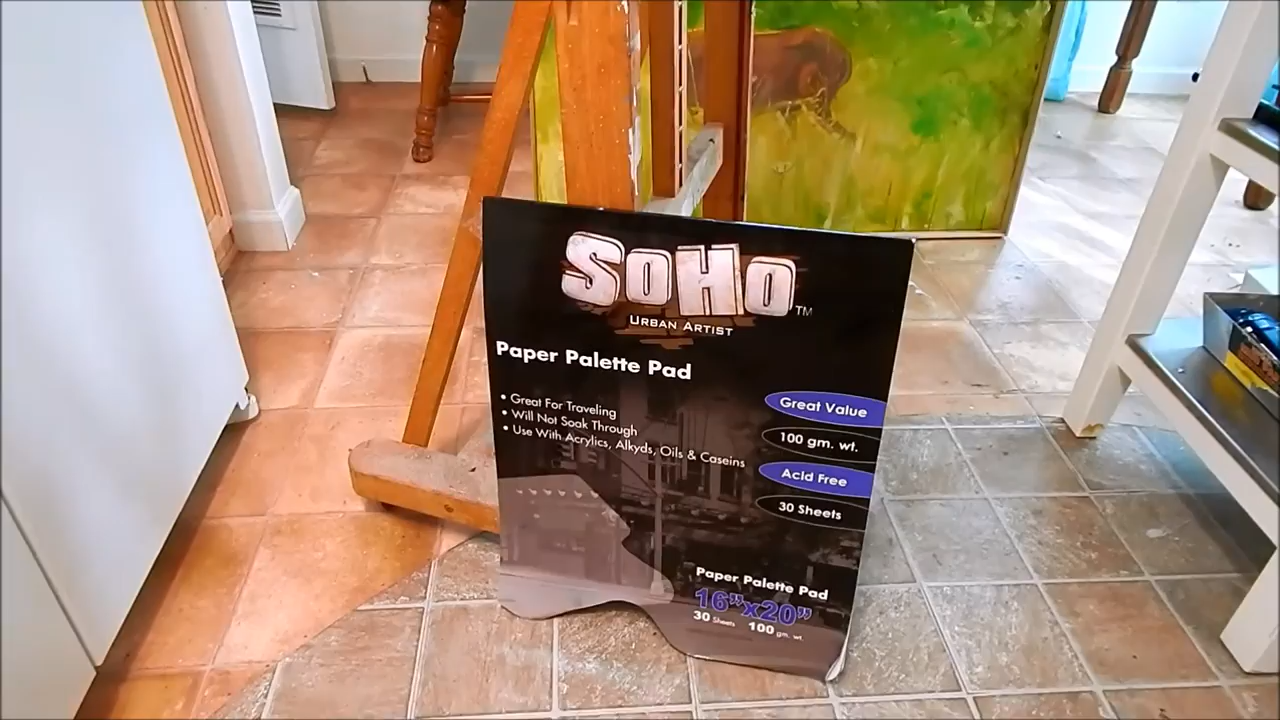 SoHo TM
Urban Artist
Paper Palette Pad
• Great For Traveling
• Will Not Soak Through
• Use With Acrylics, Alkyds, Oils & Caseins
Great Value
100 gm. wt.
Acid Free
30 Sheets
Paper Palette Pad
16”x20”
30 Sheets 100 gm. wt.